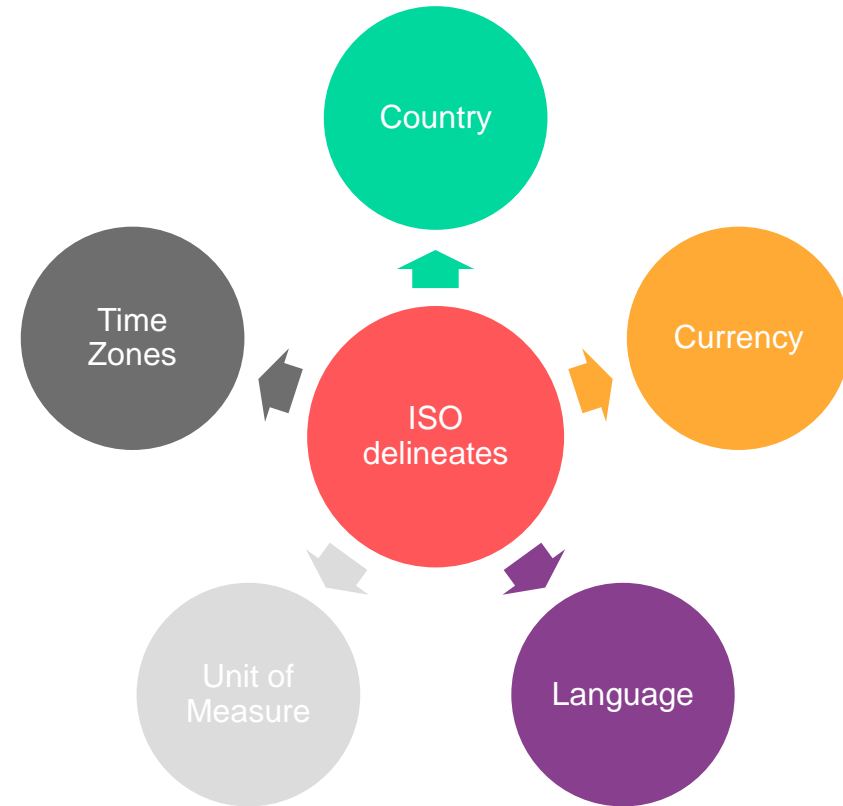 Country
Time
Zones
Currency
ISO
delineates
Unit of
Measure
Language